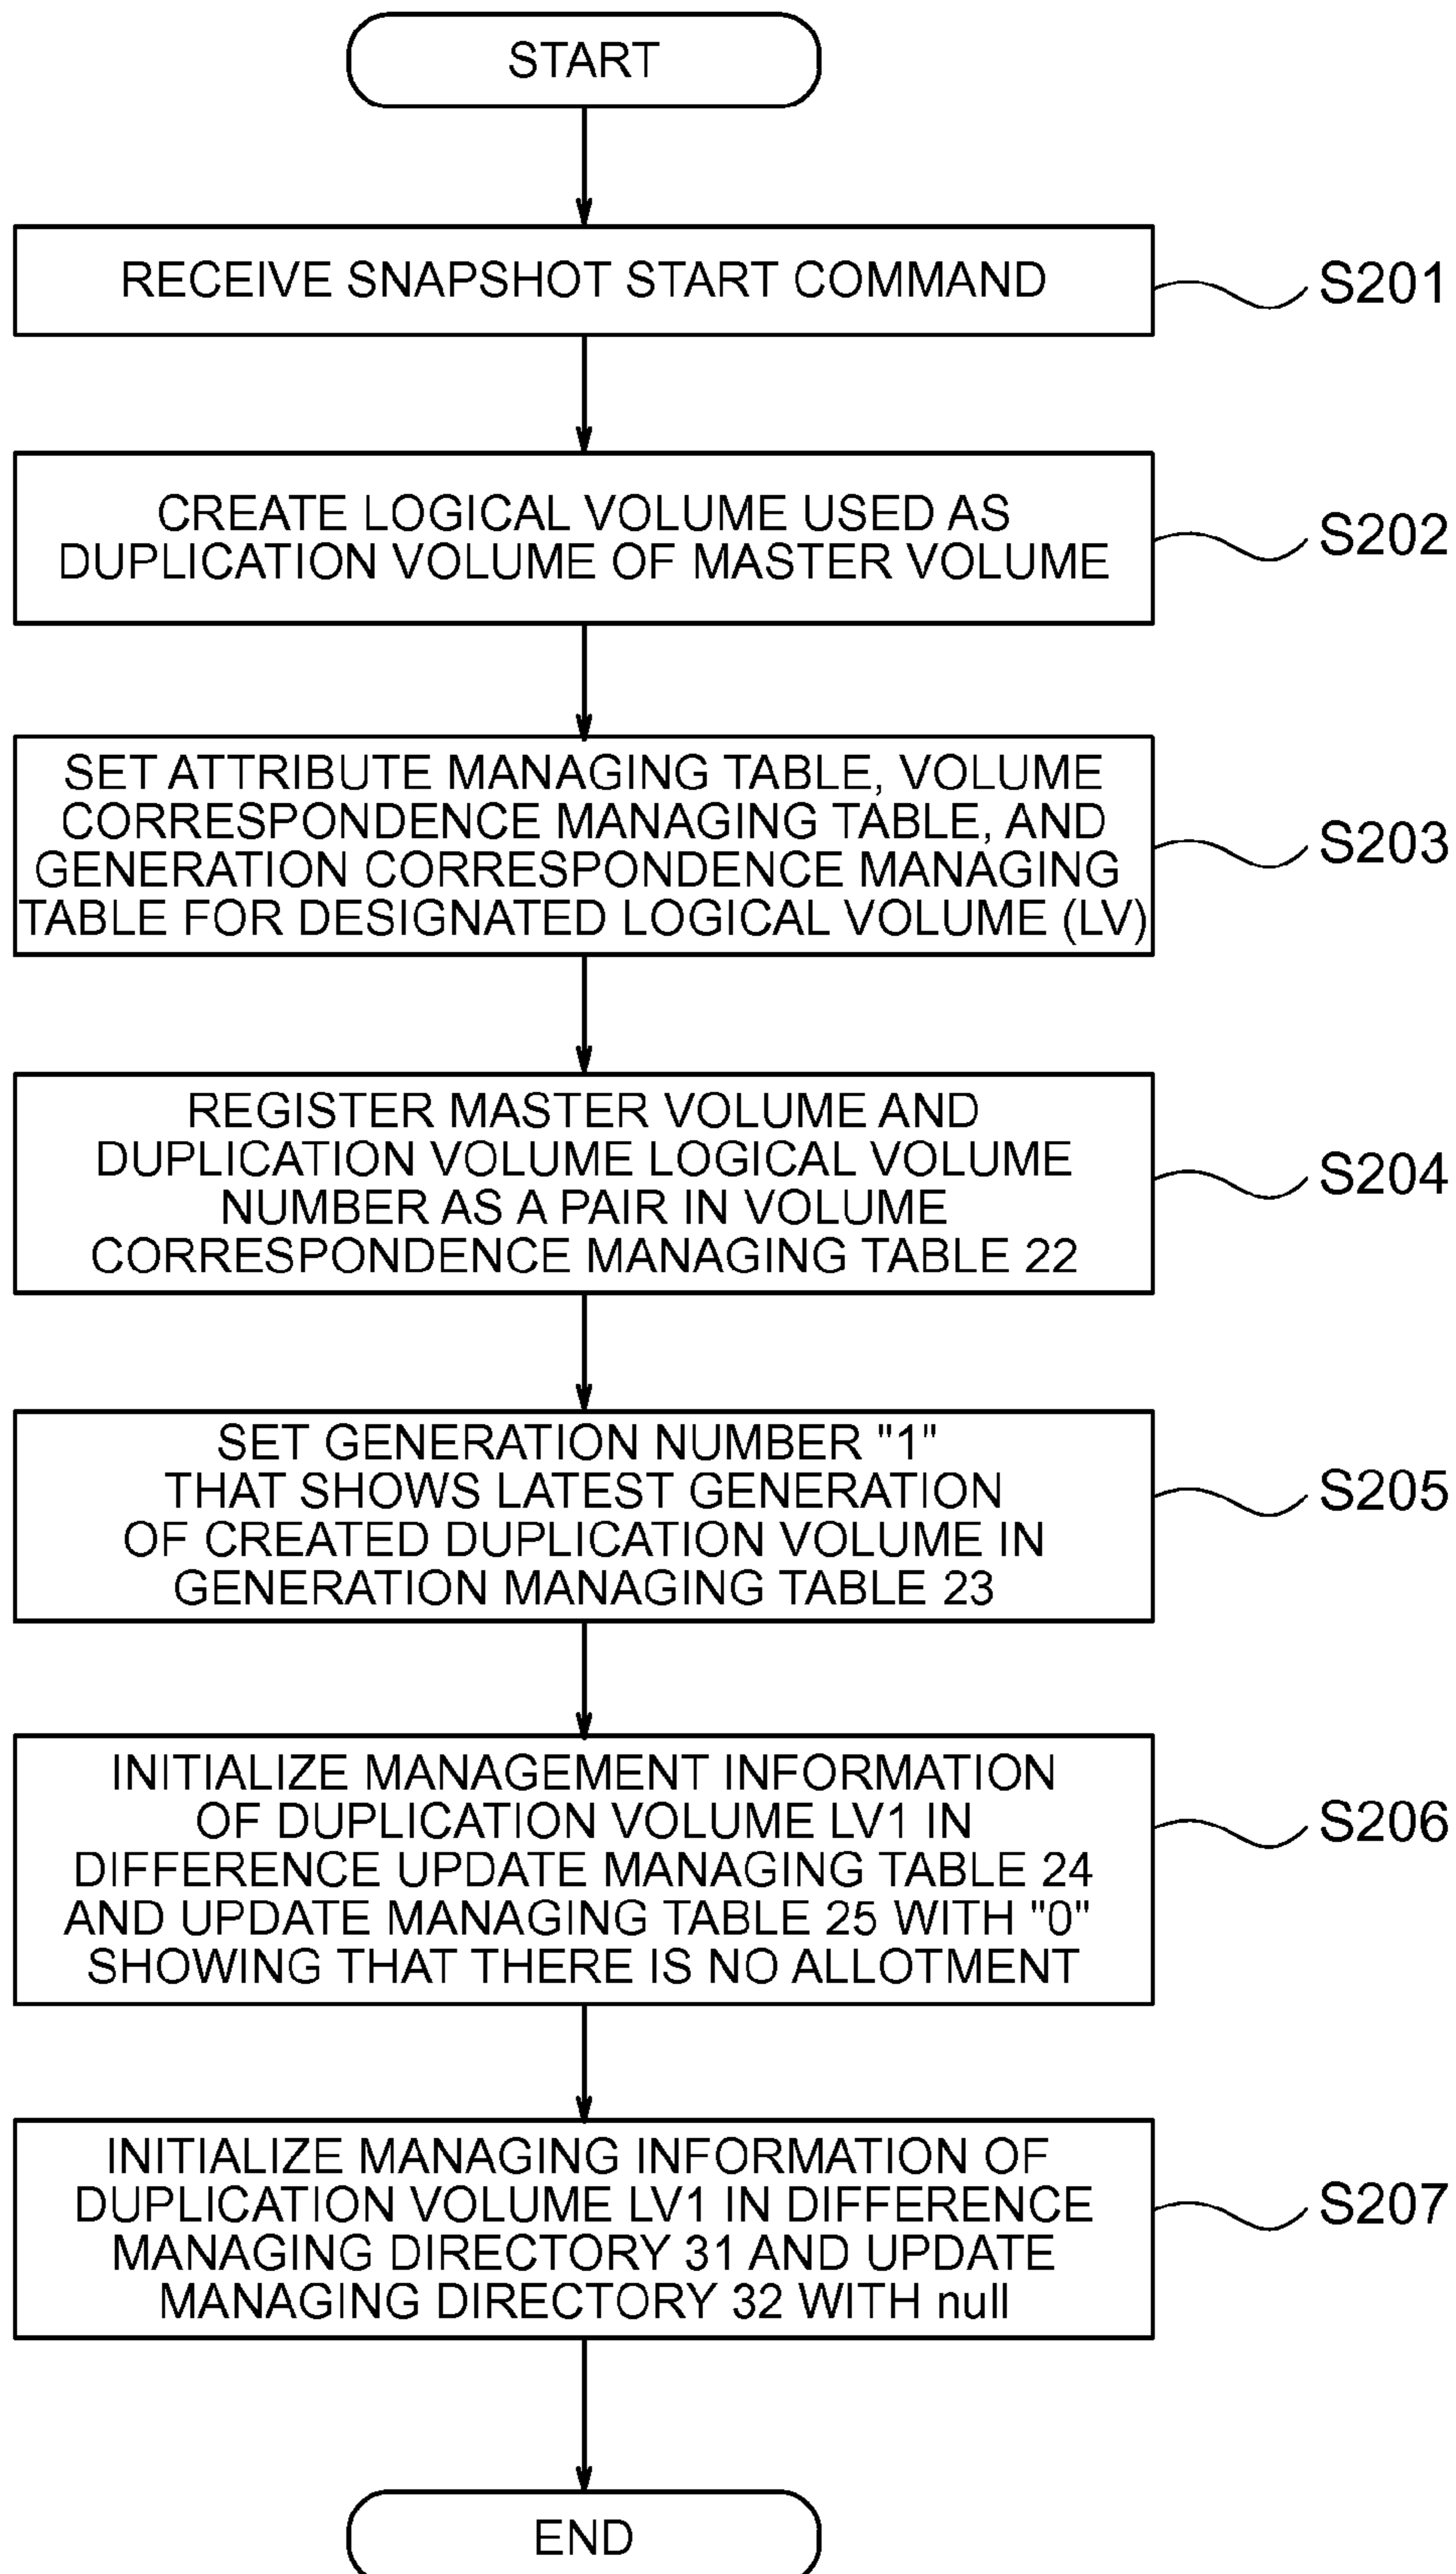 START
RECEIVE SNAPSHOT START COMMAND
S201
CREATE LOGICAL VOLUME USED AS
DUPLICATION VOLUME OF MASTER VOLUME
S202
SET ATTRIBUTE MANAGING TABLE, VOLUME
CORRESPONDENCE MANAGING TABLE, AND
GENERATION CORRESPONDENCE MANAGING
TABLE FOR DESIGNATED LOGICAL VOLUME (LV)
S203
REGISTER MASTER VOLUME AND
DUPLICATION VOLUME LOGICAL VOLUME
NUMBER AS A PAIR IN VOLUME
CORRESPONDENCE MANAGING TABLE 22
S204
SET GENERATION NUMBER "1"
THAT SHOWS LATEST GENERATION
OF CREATED DUPLICATION VOLUME IN
GENERATION MANAGING TABLE 23
S205
INITIALIZE MANAGEMENT INFORMATION
OF DUPLICATION VOLUME LV1 IN
DIFFERENCE UPDATE MANAGING TABLE 24
AND UPDATE MANAGING TABLE 25 WITH "0"
SHOWING THAT THERE IS NO ALLOTMENT
S206
INITIALIZE MANAGING INFORMATION OF
DUPLICATION VOLUME LV1 IN DIFFERENCE
MANAGING DIRECTORY 31 AND UPDATE
MANAGING DIRECTORY 32 WITH null
S207
END